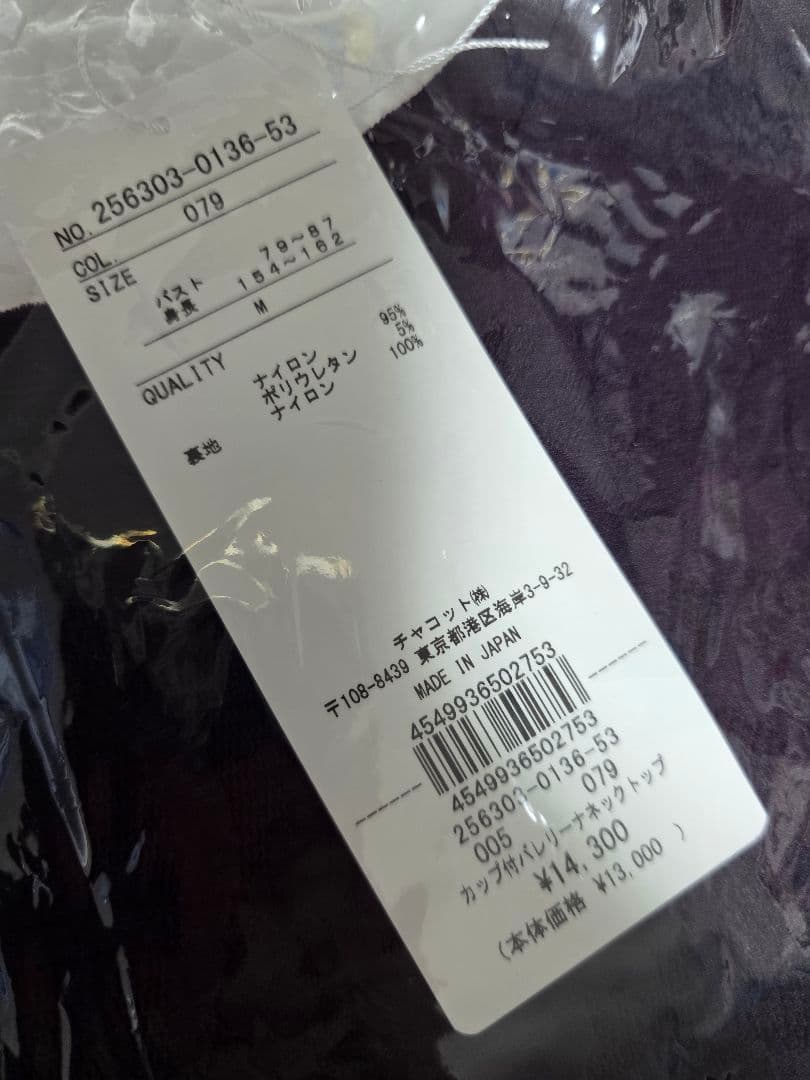 NO. 256303-0136-53
COL. 079
SIZE
バスト 79~87
身長 154~162
M
QUALITY
ナイロン 95%
ポリウレタン 5%
裏地 ナイロン 100%
チャコット㈱
〒108-8439 東京都港区海岸3-9-32
MADE IN JAPAN
4549936502753
4549936502753
256303-0136-53
005 079
カップ付バレリーナネックトップ
¥14,300
(本体価格 ¥13,000 )